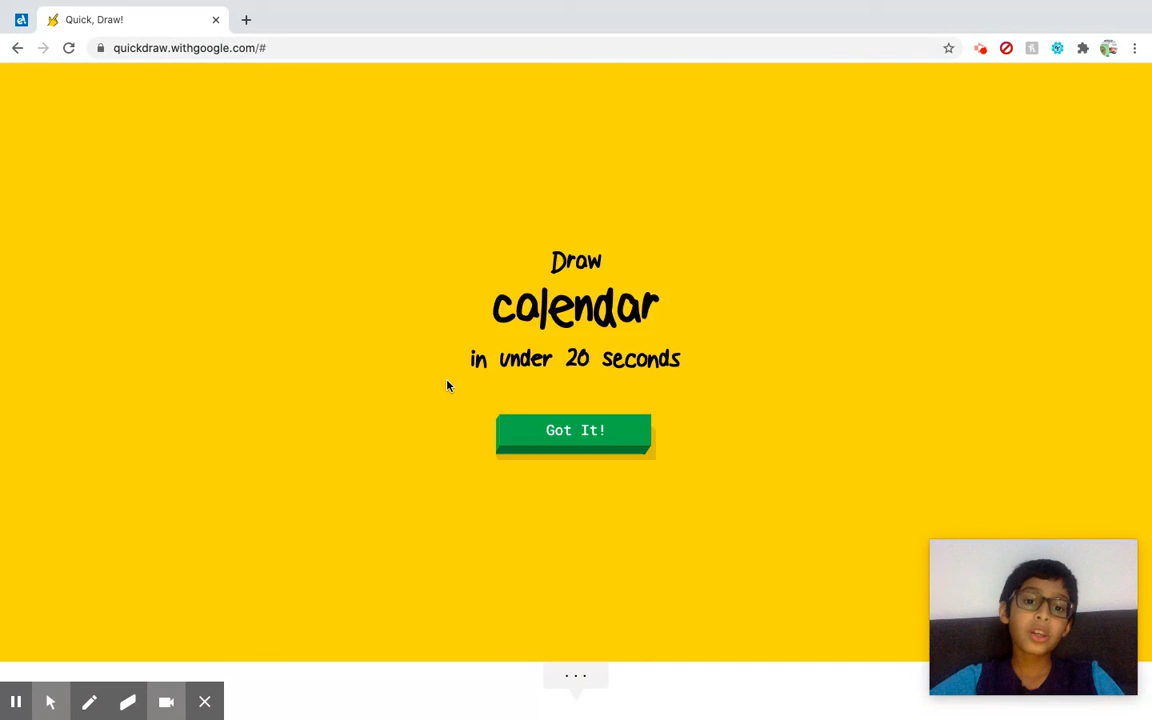 Quick, Draw!
quickdraw.withgoogle.com/#
Draw
calendar
in under 20 seconds
Got It!
...